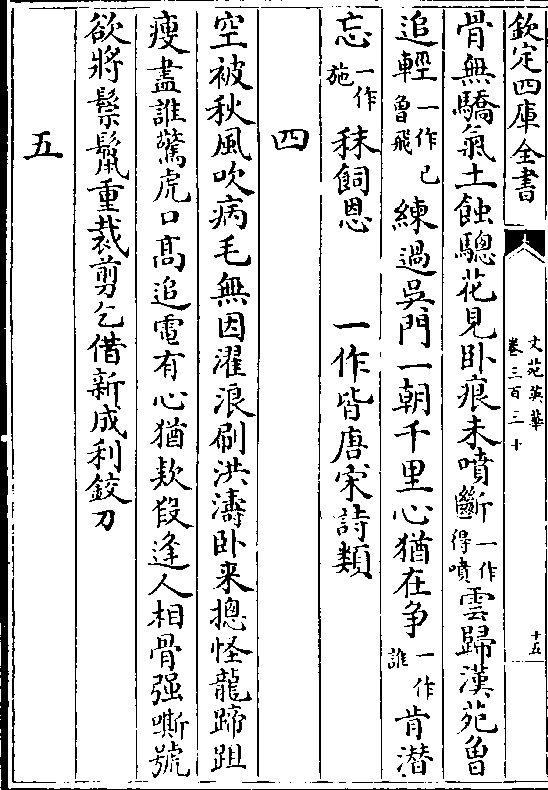 欽定四庫全書
文苑英華
卷三百三十
十五
骨無驕氣土蝕驄花見卧痕未噴斷一作得噴雲歸漢苑曾
追輕一作已曾飛練過吳門一朝千里心猶在争一作誰肯潛
忘一作施秣飼恩 一作皆唐宋詩類
四
空被秋風吹病毛無因濯浪刷洪濤卧来摠怪龍蹄跙
瘦盡誰驚虎口髙追電有心猶款段逢人相骨强嘶號
欲將鬃鬣重裁剪乞借新成利鉸刀
五